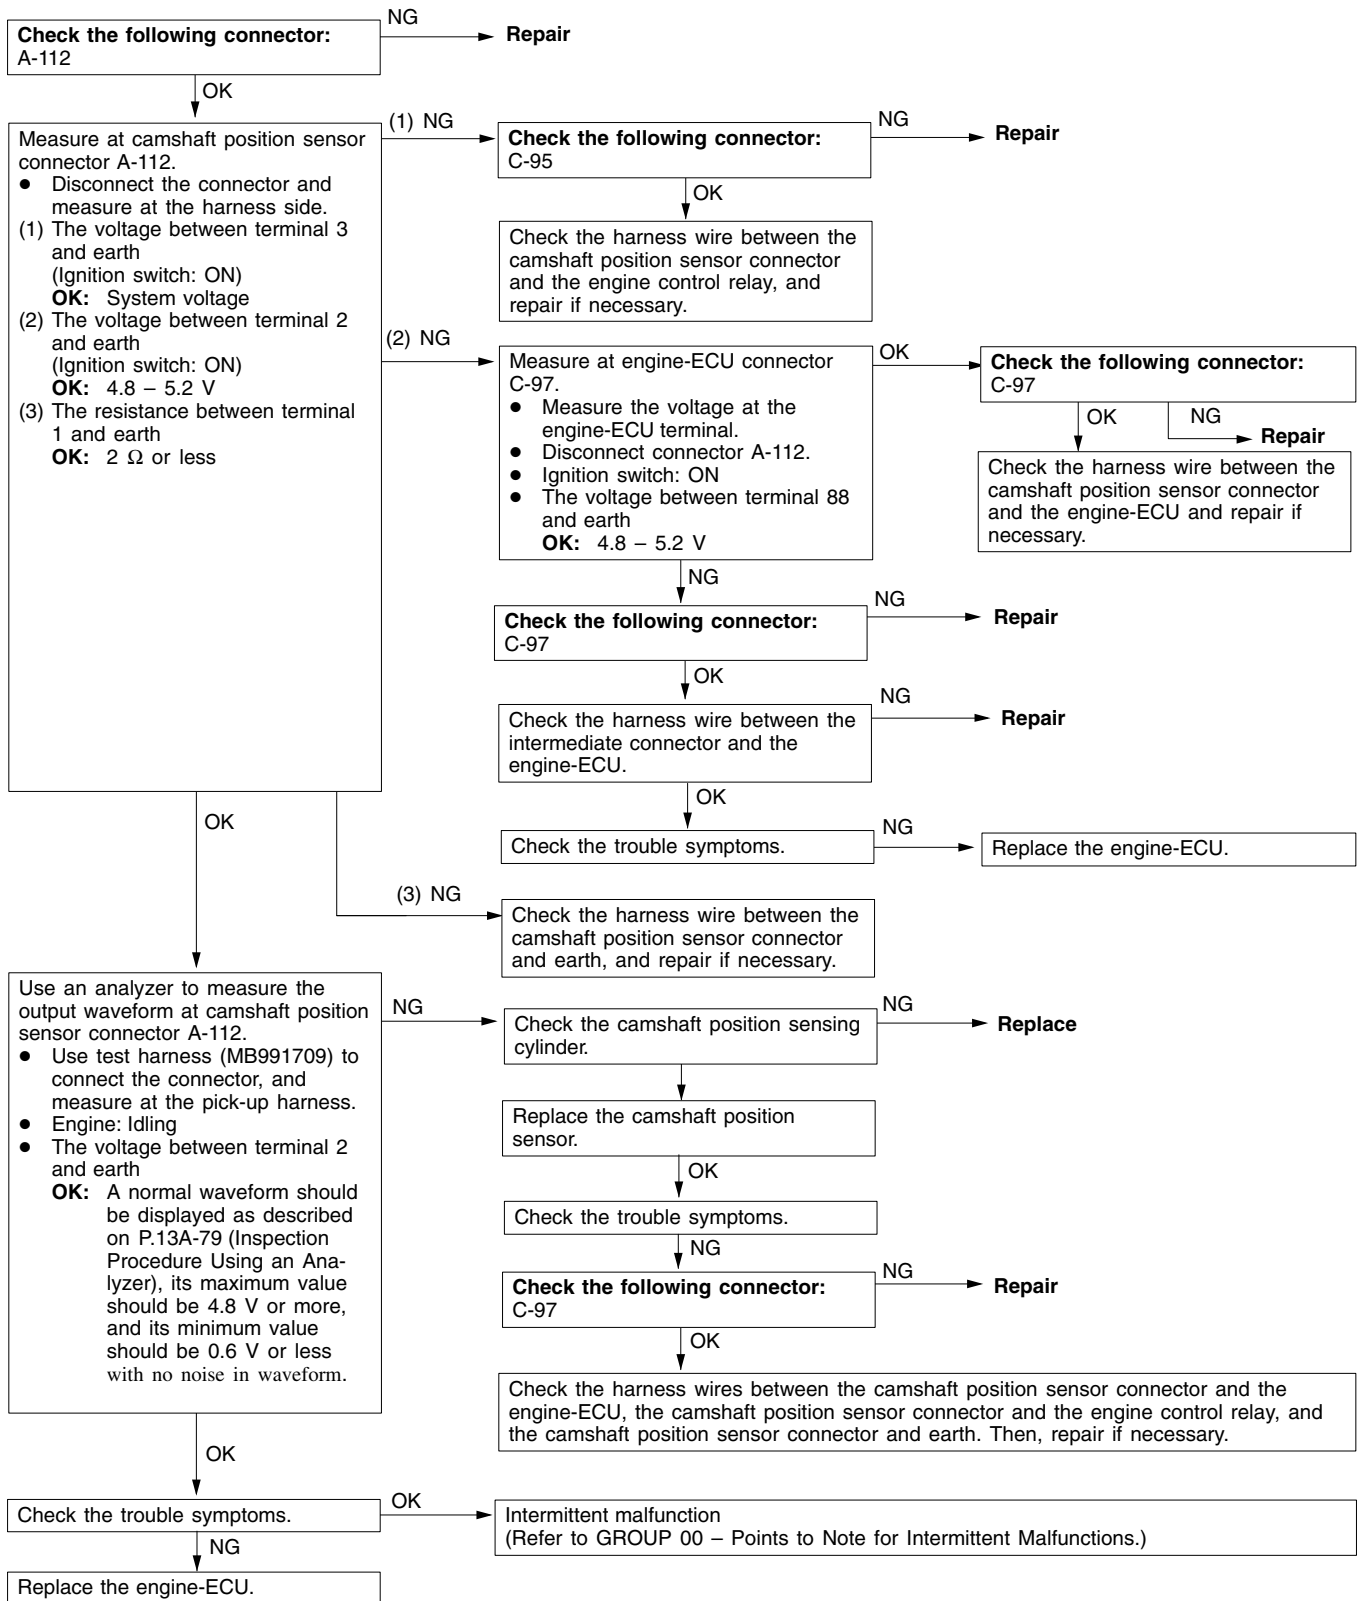 NG
Check the following connector:
A-112
Repair
OK
Measure at camshaft position sensor
connector A-112.
● Disconnect the connector and
measure at the harness side.
(1) The voltage between terminal 3
and earth
(Ignition switch: ON)
OK: System voltage
(2) The voltage between terminal 2
and earth
(Ignition switch: ON)
OK: 4.8 – 5.2 V
(3) The resistance between terminal
1 and earth
OK: 2 Ω or less
(1) NG
Check the following connector:
C-95
NG
Repair
OK
Check the harness wire between the
camshaft position sensor connector
and the engine control relay, and
repair if necessary.
(2) NG
Measure at engine-ECU connector
C-97.
● Measure the voltage at the
engine-ECU terminal.
● Disconnect connector A-112.
● Ignition switch: ON
● The voltage between terminal 88
and earth
OK: 4.8 – 5.2 V
OK
Check the following connector:
C-97
OK
NG
Repair
Check the harness wire between the
camshaft position sensor connector
and the engine-ECU and repair if
necessary.
NG
Check the following connector:
C-97
NG
Repair
OK
Check the harness wire between the
intermediate connector and the
engine-ECU.
NG
Repair
OK
Check the trouble symptoms.
NG
Replace the engine-ECU.
OK
(3) NG
Check the harness wire between the
camshaft position sensor connector
and earth, and repair if necessary.
Use an analyzer to measure the
output waveform at camshaft position
sensor connector A-112.
● Use test harness (MB991709) to
connect the connector, and
measure at the pick-up harness.
● Engine: Idling
● The voltage between terminal 2
and earth
OK: A normal waveform should
be displayed as described
on P.13A-79 (Inspection
Procedure Using an Ana-
lyzer), its maximum value
should be 4.8 V or more,
and its minimum value
should be 0.6 V or less
with no noise in waveform.
NG
Check the camshaft position sensing
cylinder.
NG
Replace
Replace the camshaft position
sensor.
OK
Check the trouble symptoms.
NG
Check the following connector:
C-97
NG
Repair
OK
Check the harness wires between the camshaft position sensor connector and the
engine-ECU, the camshaft position sensor connector and the engine control relay, and
the camshaft position sensor connector and earth. Then, repair if necessary.
OK
Check the trouble symptoms.
OK
Intermittent malfunction
(Refer to GROUP 00 – Points to Note for Intermittent Malfunctions.)
NG
Replace the engine-ECU.